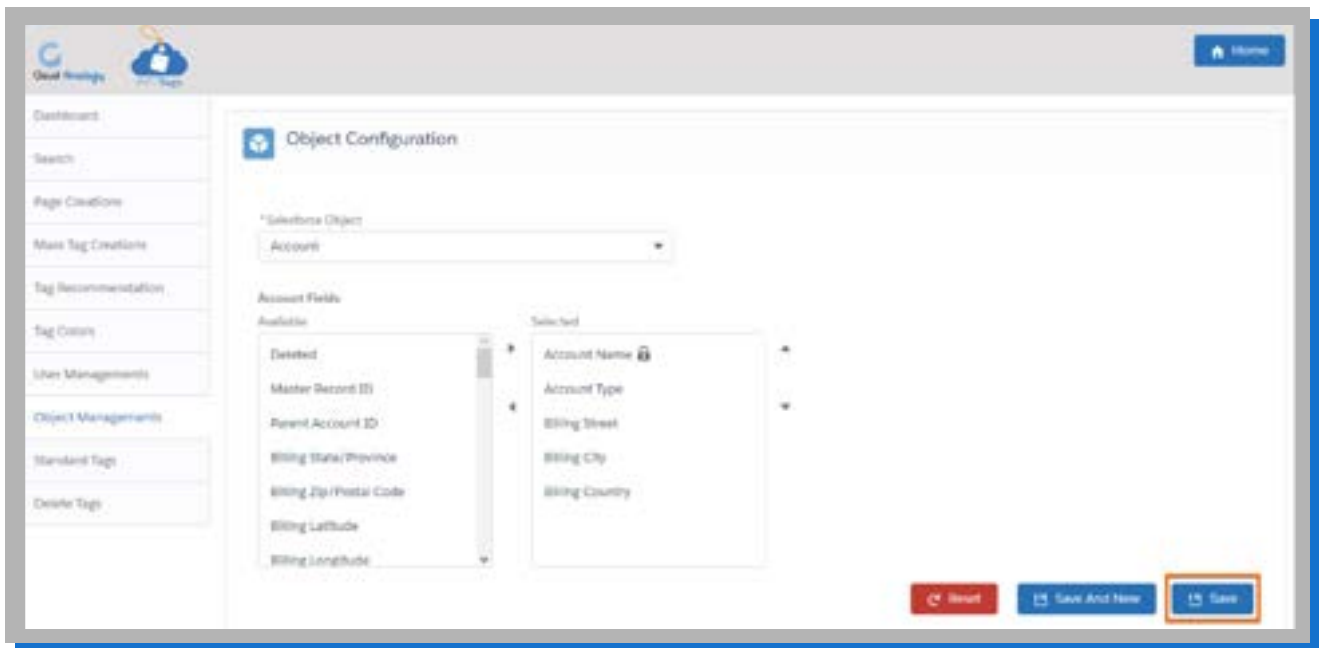 Home
Dashboard
Search
Page Creations
Mass Tag Creations
Tag Recommendation
Tag Colors
User Managements
Object Managements
Standard Tags
Delete Tags
Object Configuration
*Salesforce Object
Account
Account Fields
Available
Deleted
Master Record ID
Parent Account ID
Billing State/Province
Billing Zip/Postal Code
Billing Latitude
Billing Longitude
Selected
Account Name
Account Type
Billing Street
Billing City
Billing Country
Reset
Save And New
Save